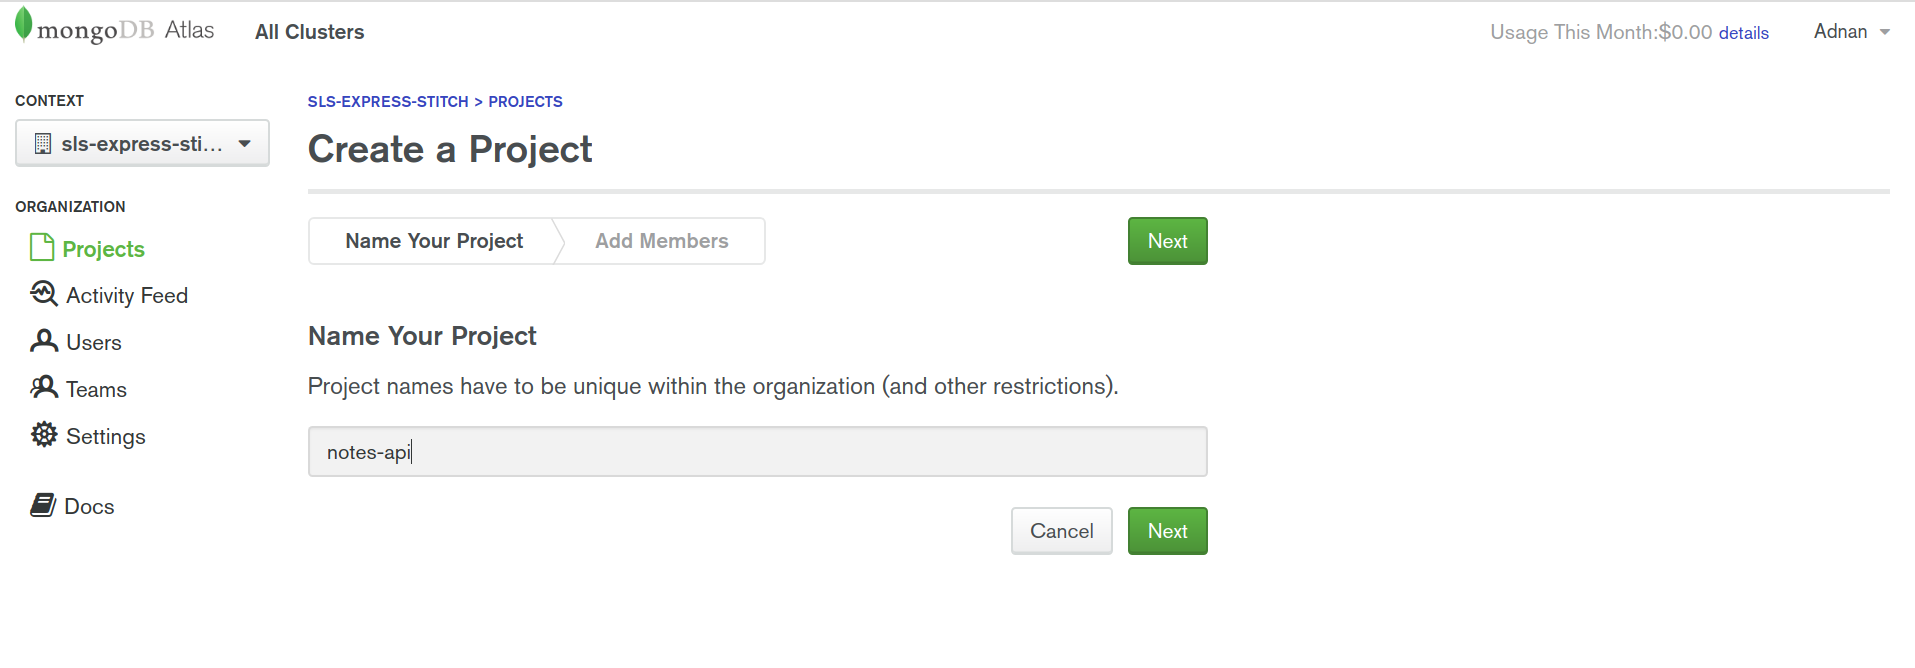 mongoDB Atlas All Clusters Usage This Month:$0.00 details Adnan
CONTEXT
sls-express-sti...
ORGANIZATION
Projects
Activity Feed
Users
Teams
Settings
Docs
SLS-EXPRESS-STITCH > PROJECTS
Create a Project
Name Your Project Add Members Next
Name Your Project
Project names have to be unique within the organization (and other restrictions).
notes-api
Cancel Next